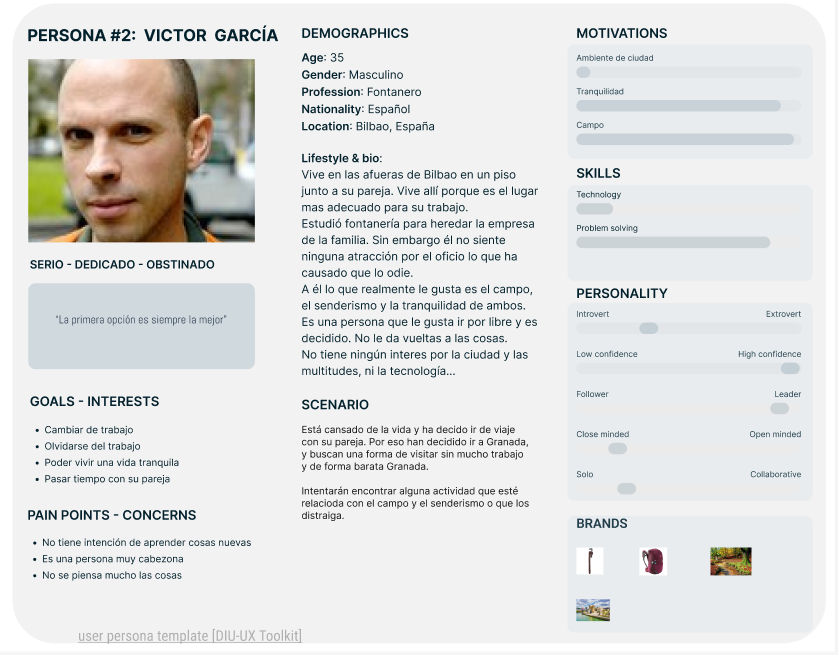 PERSONA #2: VICTOR GARCÍA
SERIO - DEDICADO - OBSTINADO
"La primera opción es siempre la mejor"
GOALS - INTERESTS
• Cambiar de trabajo
• Olvidarse del trabajo
• Poder vivir una vida tranquila
• Pasar tiempo con su pareja
PAIN POINTS - CONCERNS
• No tiene intención de aprender cosas nuevas
• Es una persona muy cabezona
• No se piensa mucho las cosas
user persona template [DIU-UX Toolkit]
DEMOGRAPHICS
Age: 35
Gender: Masculino
Profession: Fontanero
Nationality: Español
Location: Bilbao, España
Lifestyle & bio:
Vive en las afueras de Bilbao en un piso
junto a su pareja. Vive allí porque es el lugar
mas adecuado para su trabajo.
Estudió fontanería para heredar la empresa
de la familia. Sin embargo él no siente
ninguna atracción por el oficio lo que ha
causado que lo odie.
A él lo que realmente le gusta es el campo,
el senderismo y la tranquilidad de ambos.
Es una persona que le gusta ir por libre y es
decidido. No le da vueltas a las cosas.
No tiene ningún interes por la ciudad y las
multitudes, ni la tecnología...
SCENARIO
Está cansado de la vida y ha decido ir de viaje
con su pareja. Por eso han decidido ir a Granada,
y buscan una forma de visitar sin mucho trabajo
y de forma barata Granada.
Intentarán encontrar alguna actividad que esté
relacioda con el campo y el senderismo o que los
distraiga.
MOTIVATIONS
Ambiente de ciudad
Tranquilidad
Campo
SKILLS
Technology
Problem solving
PERSONALITY
Introvert Extrovert
Low confidence High confidence
Follower Leader
Close minded Open minded
Solo Collaborative
BRANDS